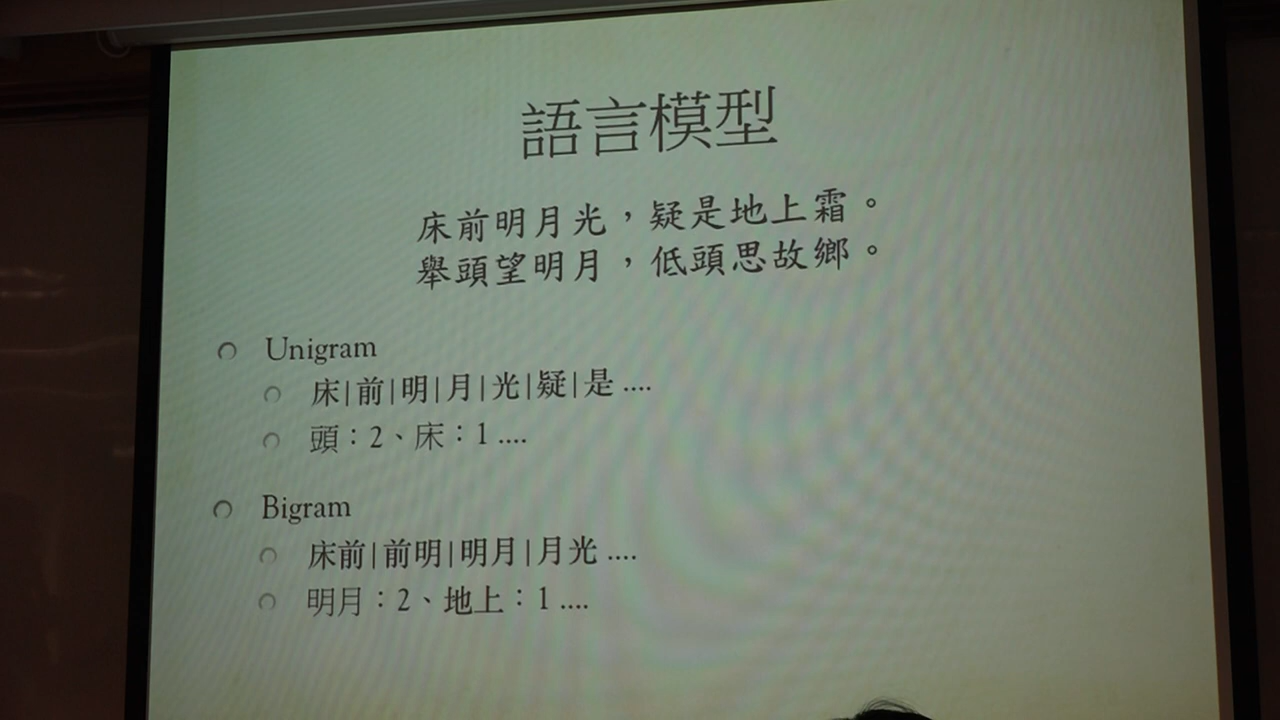 語言模型
床前明月光，疑是地上霜。
舉頭望明月，低頭思故鄉。
Unigram
床|前|明|月|光|疑|是 ....
頭：2、床：1 ....
Bigram
床前|前明|明月|月光 ....
明月：2、地上：1 ....